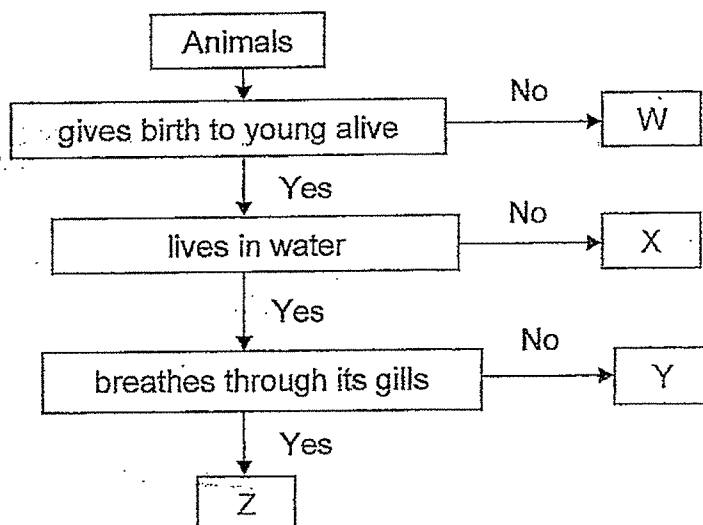 Animals
No
gives birth to young alive
W
Yes
No
lives in water
X
Yes
No
breathes through its gills
Y
Yes
Z